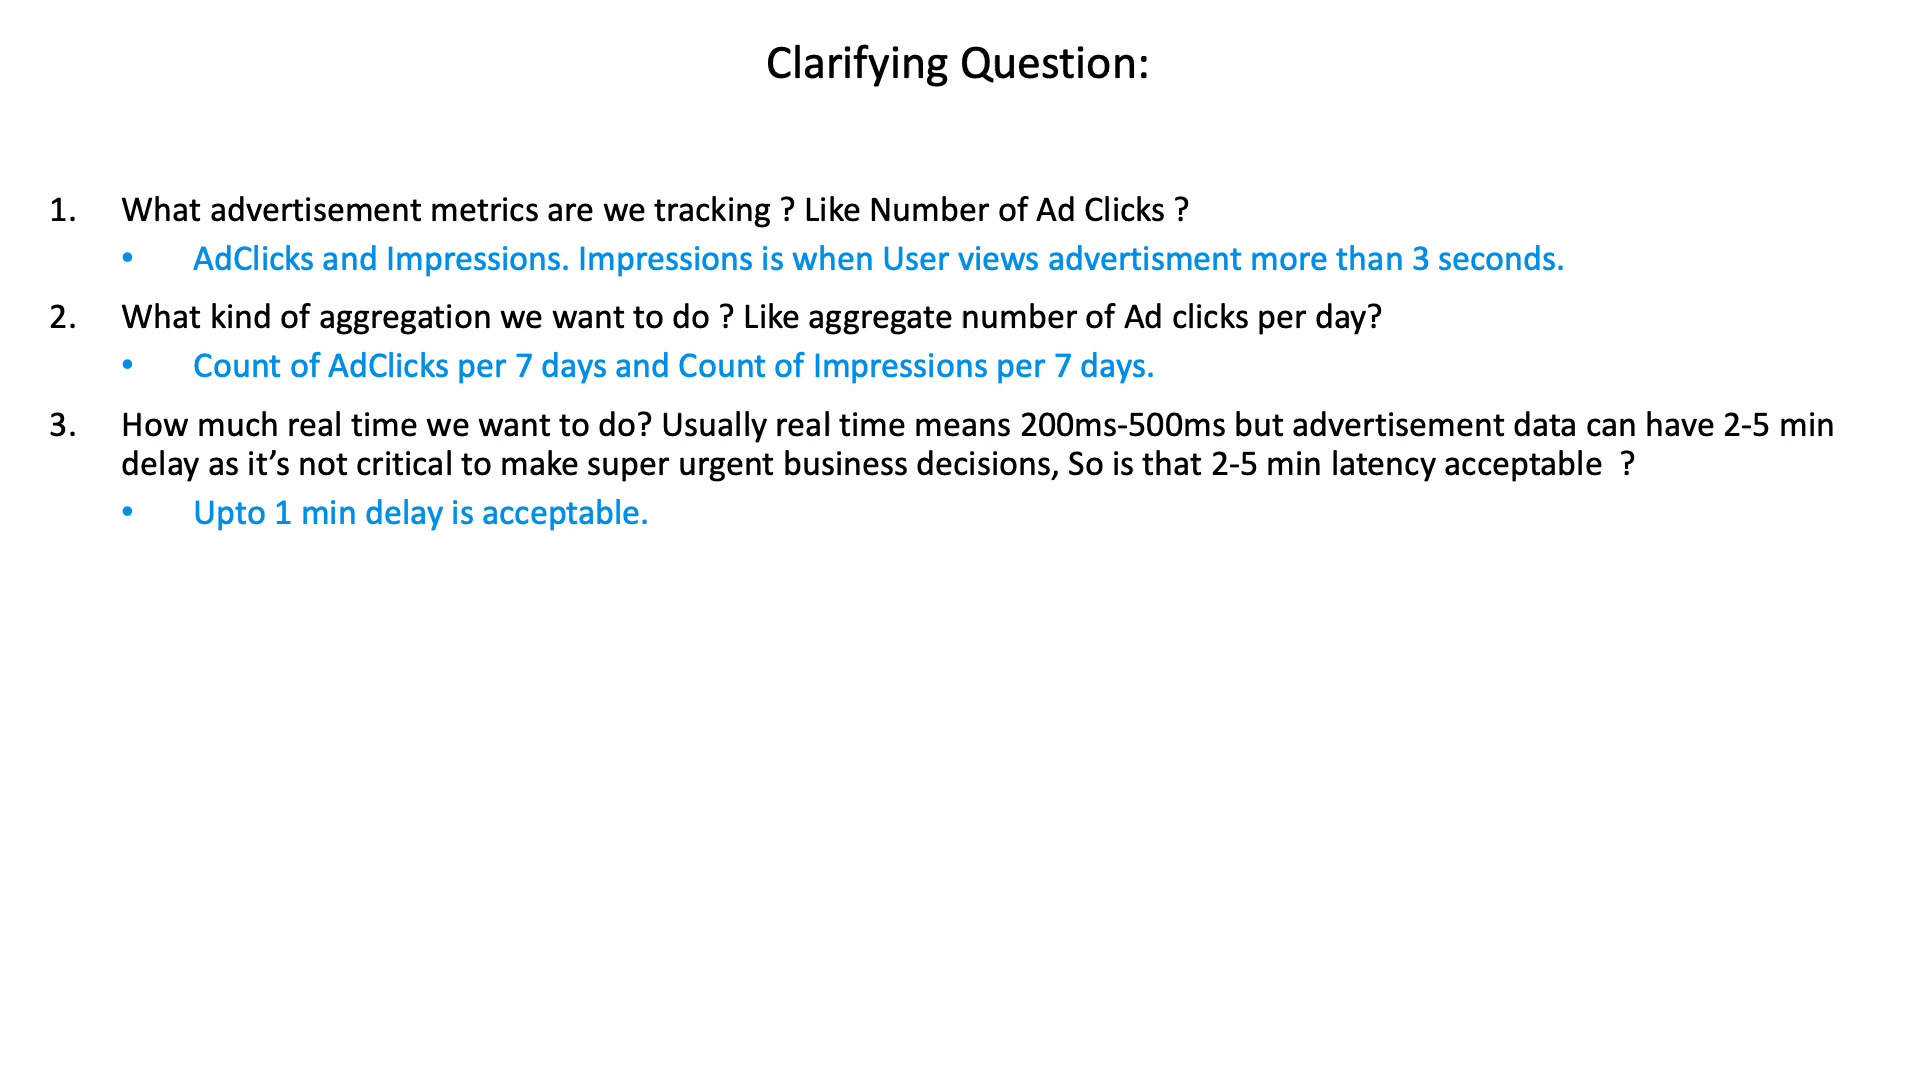 Clarifying Question:
1. What advertisement metrics are we tracking ? Like Number of Ad Clicks ?
• AdClicks and Impressions. Impressions is when User views advertisment more than 3 seconds.
2. What kind of aggregation we want to do ? Like aggregate number of Ad clicks per day?
• Count of AdClicks per 7 days and Count of Impressions per 7 days.
3. How much real time we want to do? Usually real time means 200ms-500ms but advertisement data can have 2-5 min
delay as it’s not critical to make super urgent business decisions, So is that 2-5 min latency acceptable  ?
• Upto 1 min delay is acceptable.